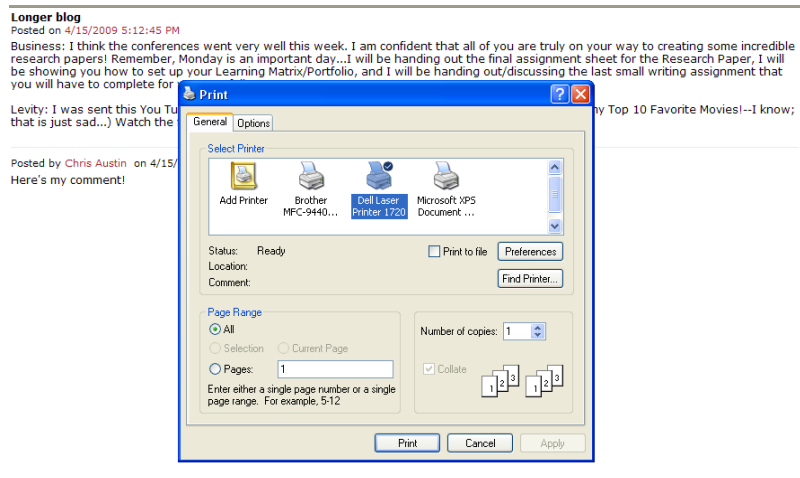 Longer blog
Posted on 4/15/2009 5:12:45 PM
Business: I think the conferences went very well this week. I am confident that all of you are truly on your way to creating some incredible
research papers! Remember, Monday is an important day...I will be handing out the final assignment sheet for the Research Paper, I will
be showing you how to set up your Learning Matrix/Portfolio, and I will be handing out/discussing the last small writing assignment that
you will have to complete for
Levity: I was sent this You Tu
ny Top 10 Favorite Movies!--I know;
that is just sad...) Watch the
Posted by Chris Austin on 4/15/
Here's my comment!
Print
General
Options
Select Printer
Add Printer
Brother
MFC-9440...
Dell Laser
Printer 1720
Microsoft XPS
Document ...
Status: Ready
Print to file
Preferences
Location:
Comment:
Find Printer...
Page Range
All
Selection
Current Page
Pages: 1
Enter either a single page number or a single
page range. For example, 5-12
Number of copies: 1
Collate
1 2 3 1 2 3
Print
Cancel
Apply